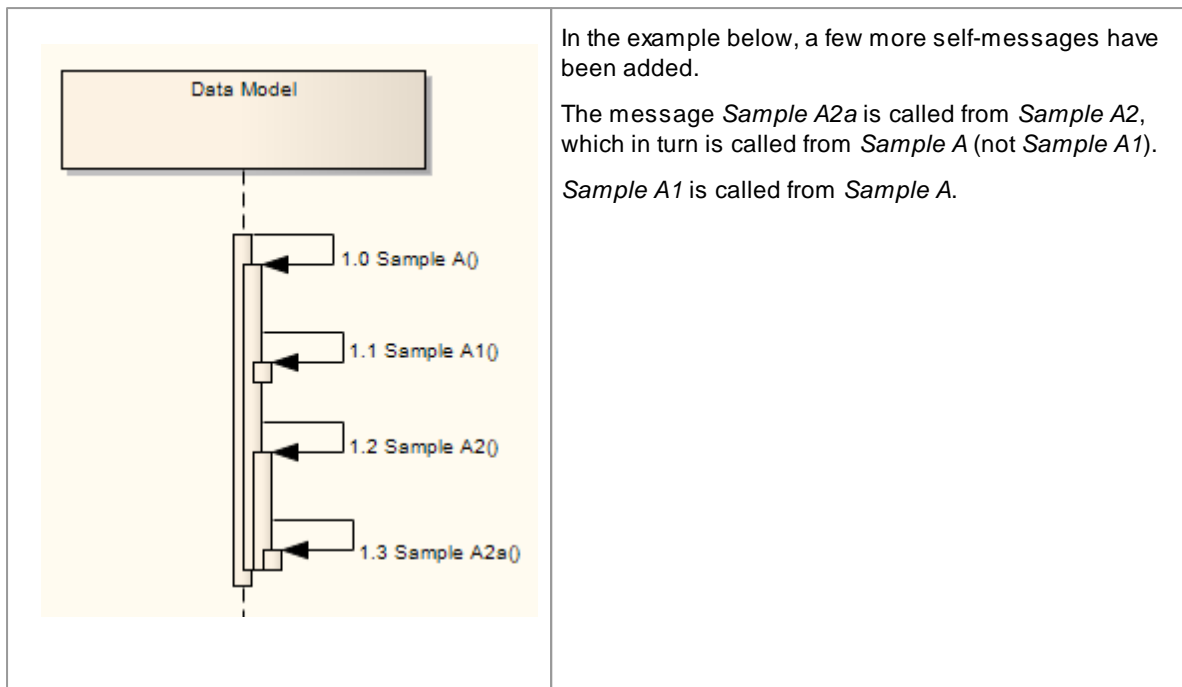 Data Model
1.0 Sample A()
1.1 Sample A1()
1.2 Sample A2()
1.3 Sample A2a()
In the example below, a few more self-messages have
been added.
The message Sample A2a is called from Sample A2,
which in turn is called from Sample A (not Sample A1).
Sample A1 is called from Sample A.